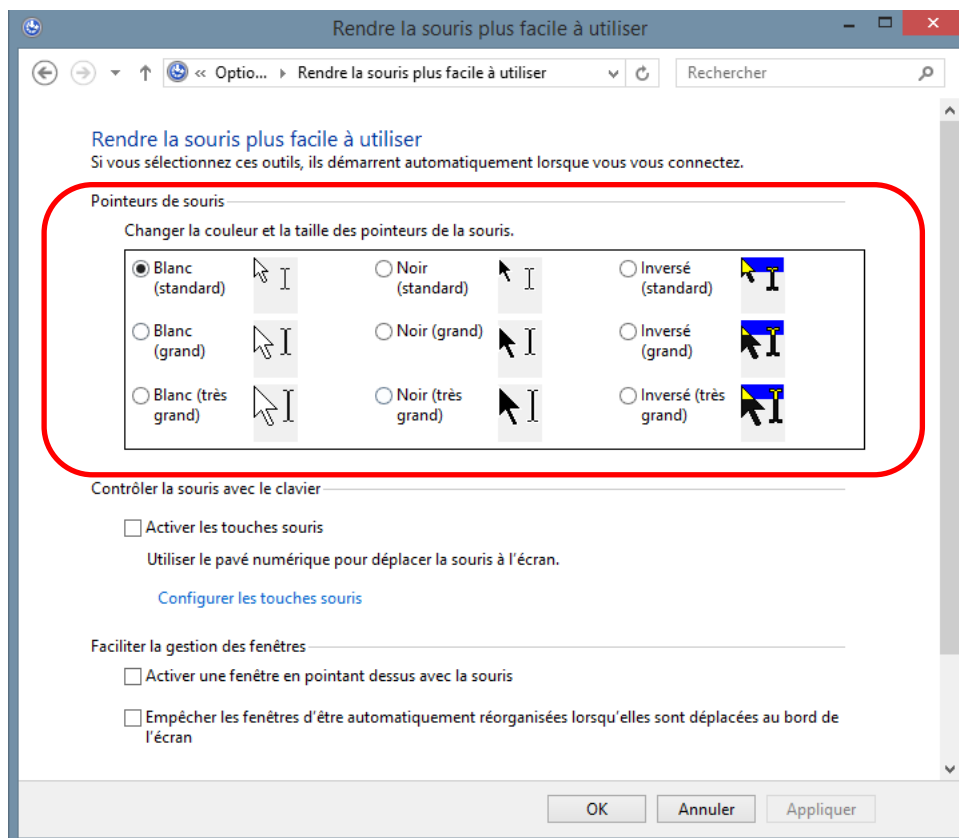 Rendre la souris plus facile à utiliser
« Optio... Rendre la souris plus facile à utiliser
Rechercher
Rendre la souris plus facile à utiliser
Si vous sélectionnez ces outils, ils démarrent automatiquement lorsque vous vous connectez.
Pointeurs de souris
Changer la couleur et la taille des pointeurs de la souris.
Blanc
(standard)
Noir
(standard)
Inversé
(standard)
Blanc
(grand)
Noir (grand)
Inversé
(grand)
Blanc (très
grand)
Noir (très
grand)
Inversé (très
grand)
Contrôler la souris avec le clavier
Activer les touches souris
Utiliser le pavé numérique pour déplacer la souris à l'écran.
Configurer les touches souris
Faciliter la gestion des fenêtres
Activer une fenêtre en pointant dessus avec la souris
Empêcher les fenêtres d'être automatiquement réorganisées lorsqu'elles sont déplacées au bord de
l'écran
OK
Annuler
Appliquer